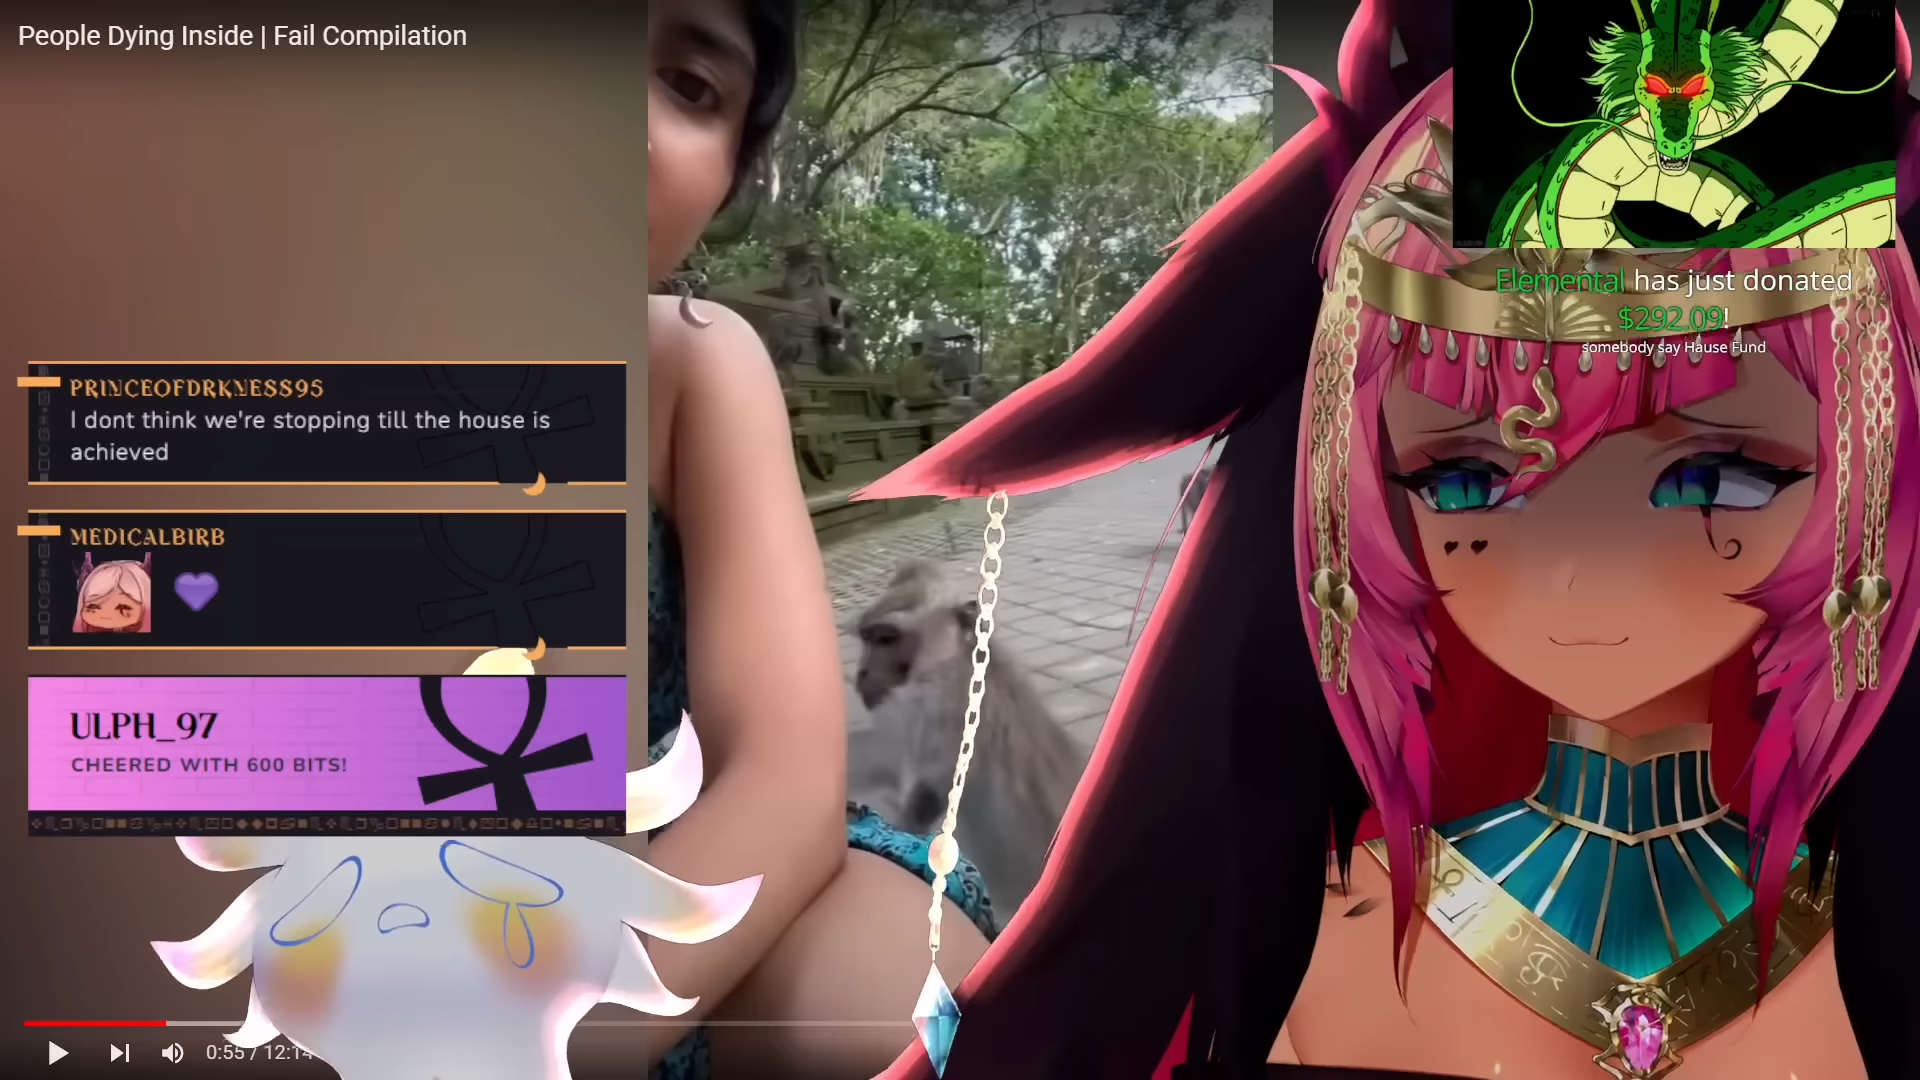 People Dying Inside | Fail Compilation
Elemental has just donated
$292.09!
somebody say Hause Fund
PRINCEOFDRKNESS95
I dont think we're stopping till the house is
achieved
MEDICALBIRB
ULPH_97
CHEERED WITH 600 BITS!
0:55 / 12:14